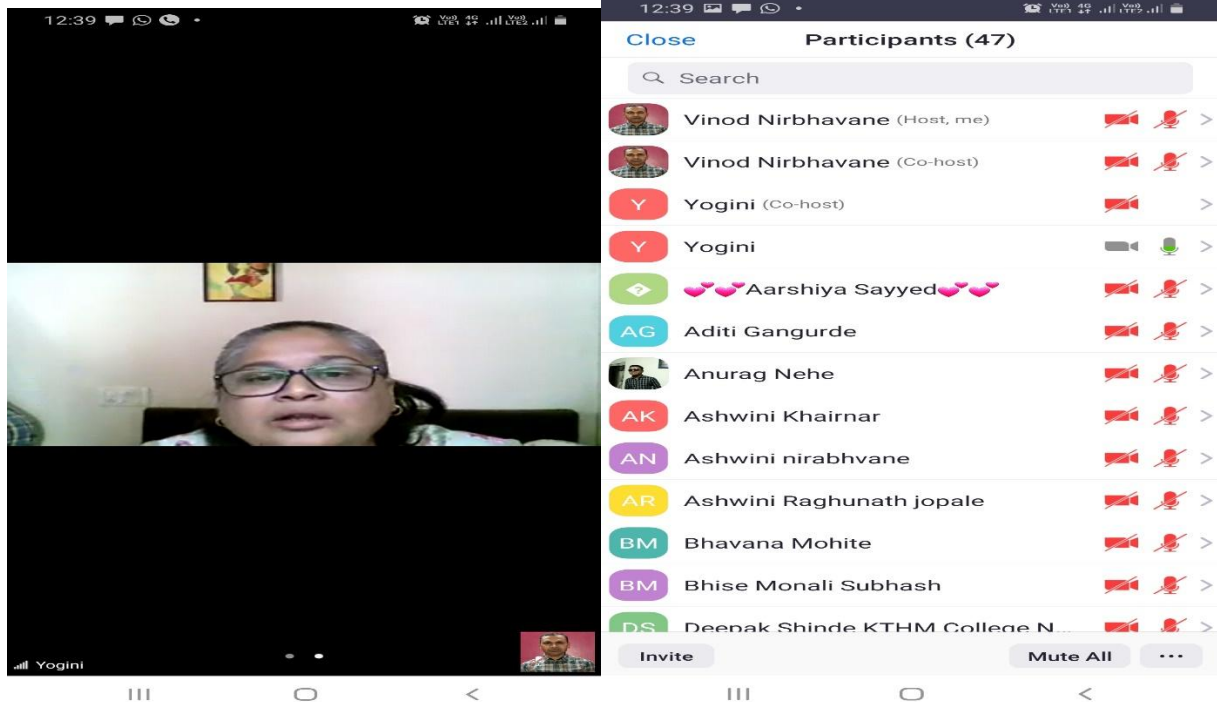 12:39
Yogini
12:39
Close
Participants (47)
Search
Vinod Nirbhavane (Host, me)
Vinod Nirbhavane (Co-host)
Y
Yogini (Co-host)
Y
Yogini
💕💕Aarshiya Sayyed💕💕
AG
Aditi Gangurde
Anurag Nehe
AK
Ashwini Khairnar
AN
Ashwini nirabhvane
AR
Ashwini Raghunath jopale
BM
Bhavana Mohite
BM
Bhise Monali Subhash
DS
Deepak Shinde KTHM College N...
Invite
Mute All